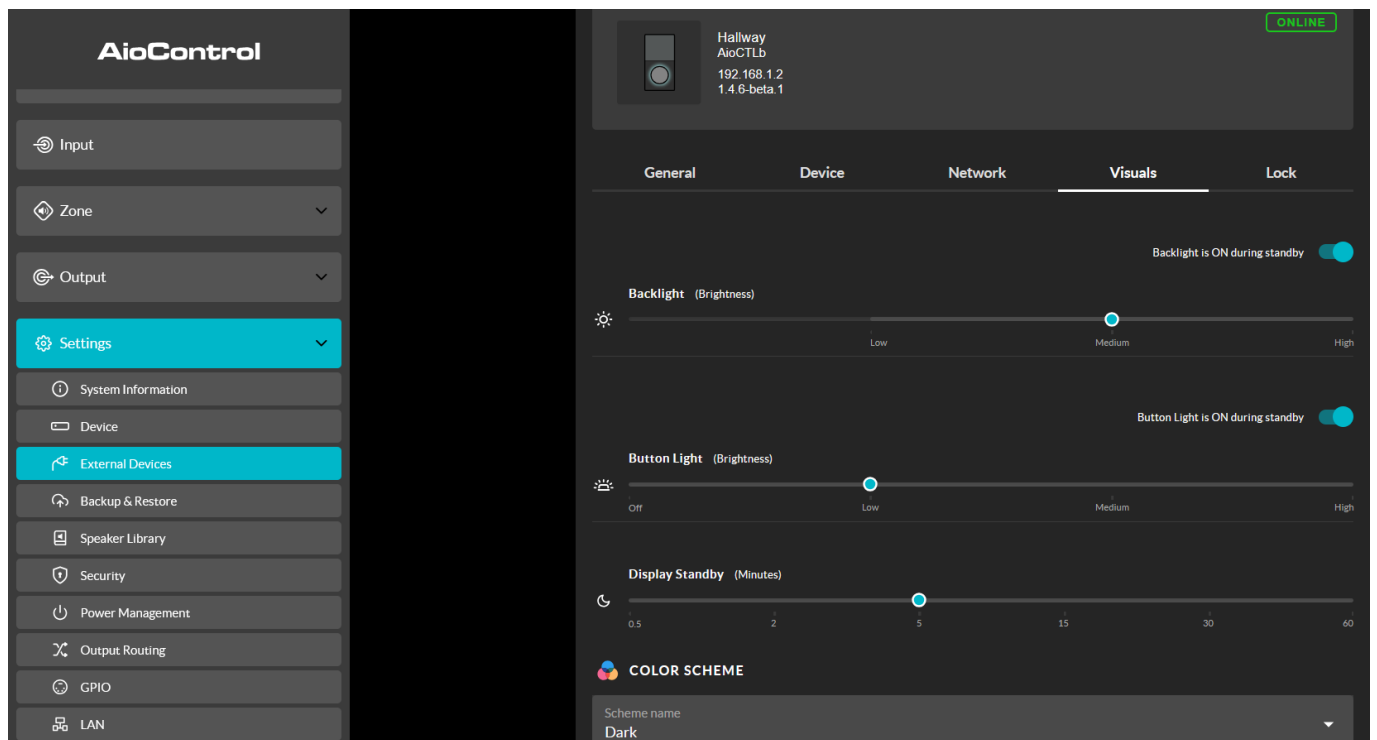 AioControl
Input
Zone
Output
Settings
System Information
Device
External Devices
Backup & Restore
Speaker Library
Security
Power Management
Output Routing
GPIO
LAN
Hallway
AioCTLb
192.168.1.2
1.4.6-beta.1
ONLINE
General Device Network Visuals Lock
Backlight is ON during standby
Backlight (Brightness)
Low Medium High
Button Light is ON during standby
Button Light (Brightness)
Off Low Medium High
Display Standby (Minutes)
0.5 2 5 15 30 60
COLOR SCHEME
Scheme name
Dark